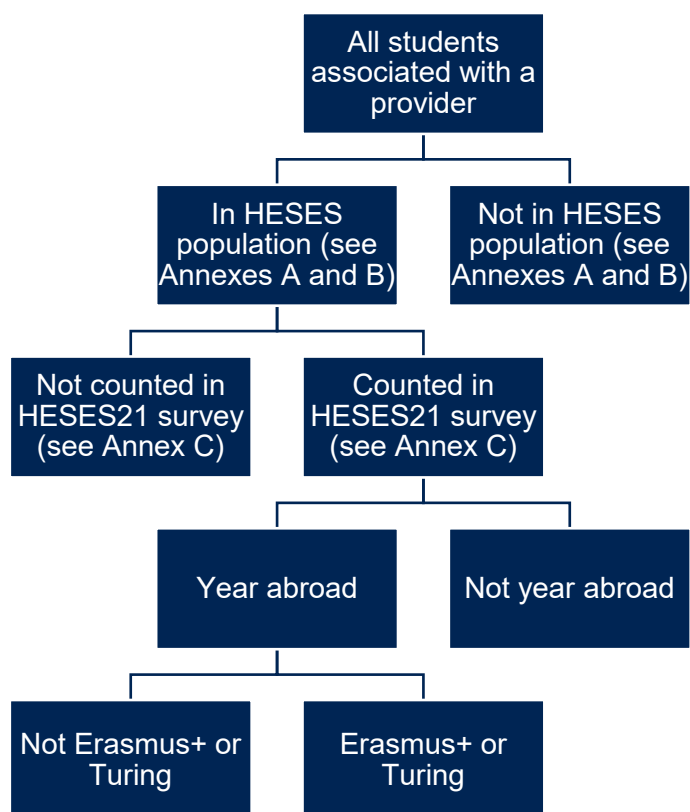 All students
associated with a
provider
In HESES
population (see
Annexes A and B)
Not in HESES
population (see
Annexes A and B)
Not counted in
HESES21 survey
(see Annex C)
Counted in
HESES21 survey
(see Annex C)
Year abroad
Not year abroad
Not Erasmus+ or
Turing
Erasmus+ or
Turing